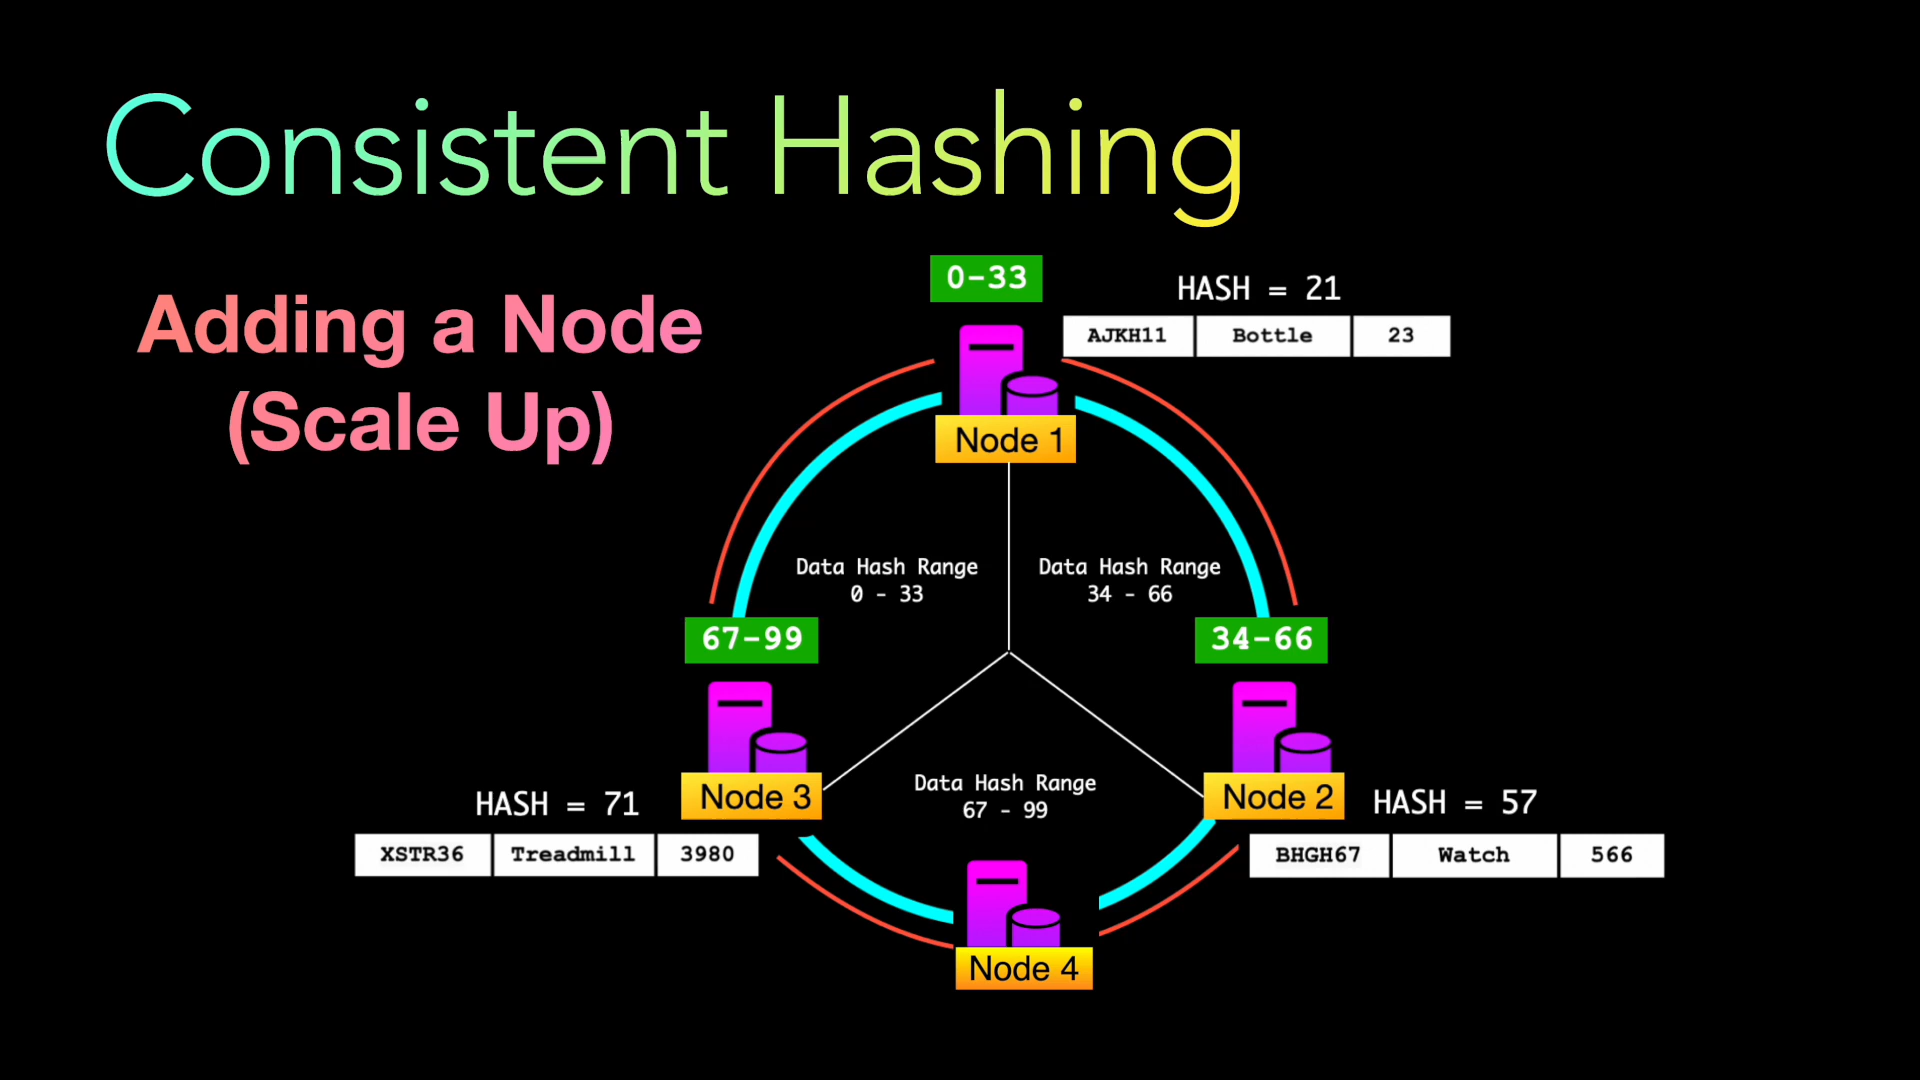 Consistent Hashing
Adding a Node
(Scale Up)
0-33
HASH = 21
AJKH11 Bottle 23
Node 1
Data Hash Range
0 - 33
Data Hash Range
34 - 66
67-99
34-66
Node 3
Node 2
Data Hash Range
67 - 99
HASH = 71
XSTR36 Treadmill 3980
HASH = 57
BHGH67 Watch 566
Node 4